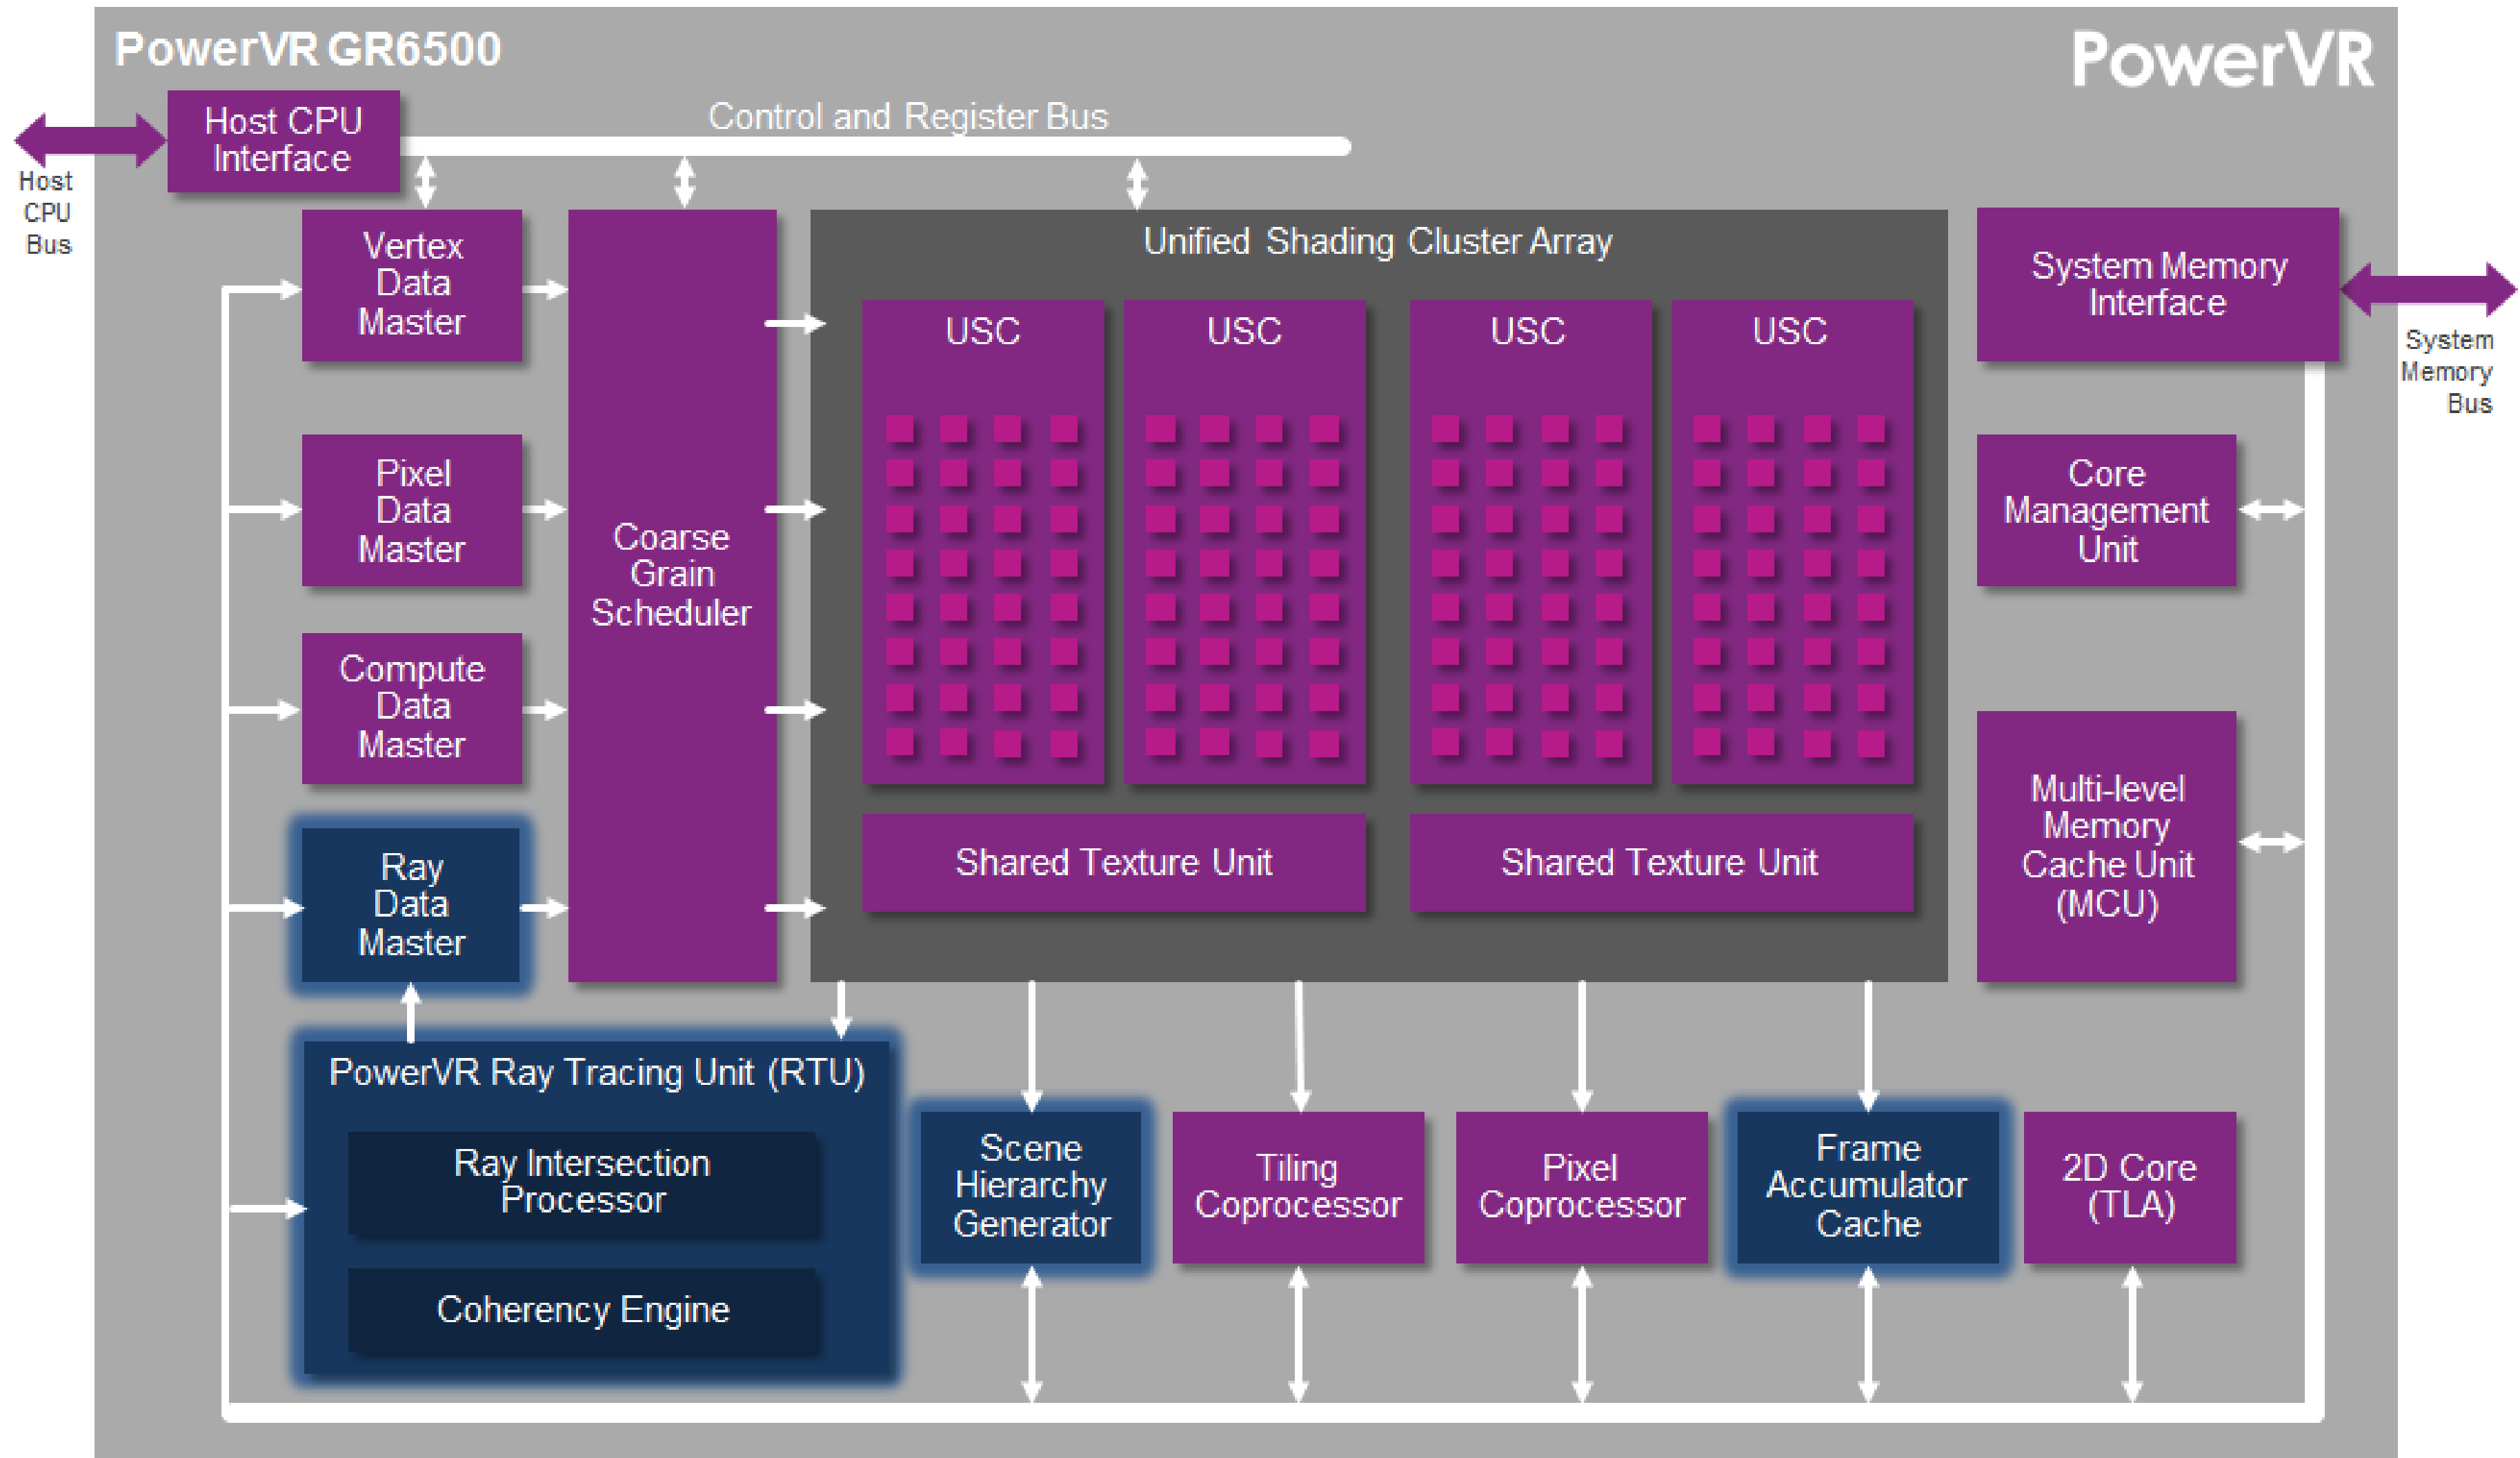 PowerVR GR6500
PowerVR
Host CPU
Interface
Control and Register Bus
Host
CPU
Bus
Vertex
Data
Master
Unified Shading Cluster Array
System Memory
Interface
System
Memory
Bus
USC
USC
USC
USC
Pixel
Data
Master
Coarse
Grain
Scheduler
Core
Management
Unit
Compute
Data
Master
Multi-level
Memory
Cache Unit
(MCU)
Ray
Data
Master
Shared Texture Unit
Shared Texture Unit
PowerVR Ray Tracing Unit (RTU)
Ray Intersection
Processor
Coherency Engine
Scene
Hierarchy
Generator
Tiling
Coprocessor
Pixel
Coprocessor
Frame
Accumulator
Cache
2D Core
(TLA)